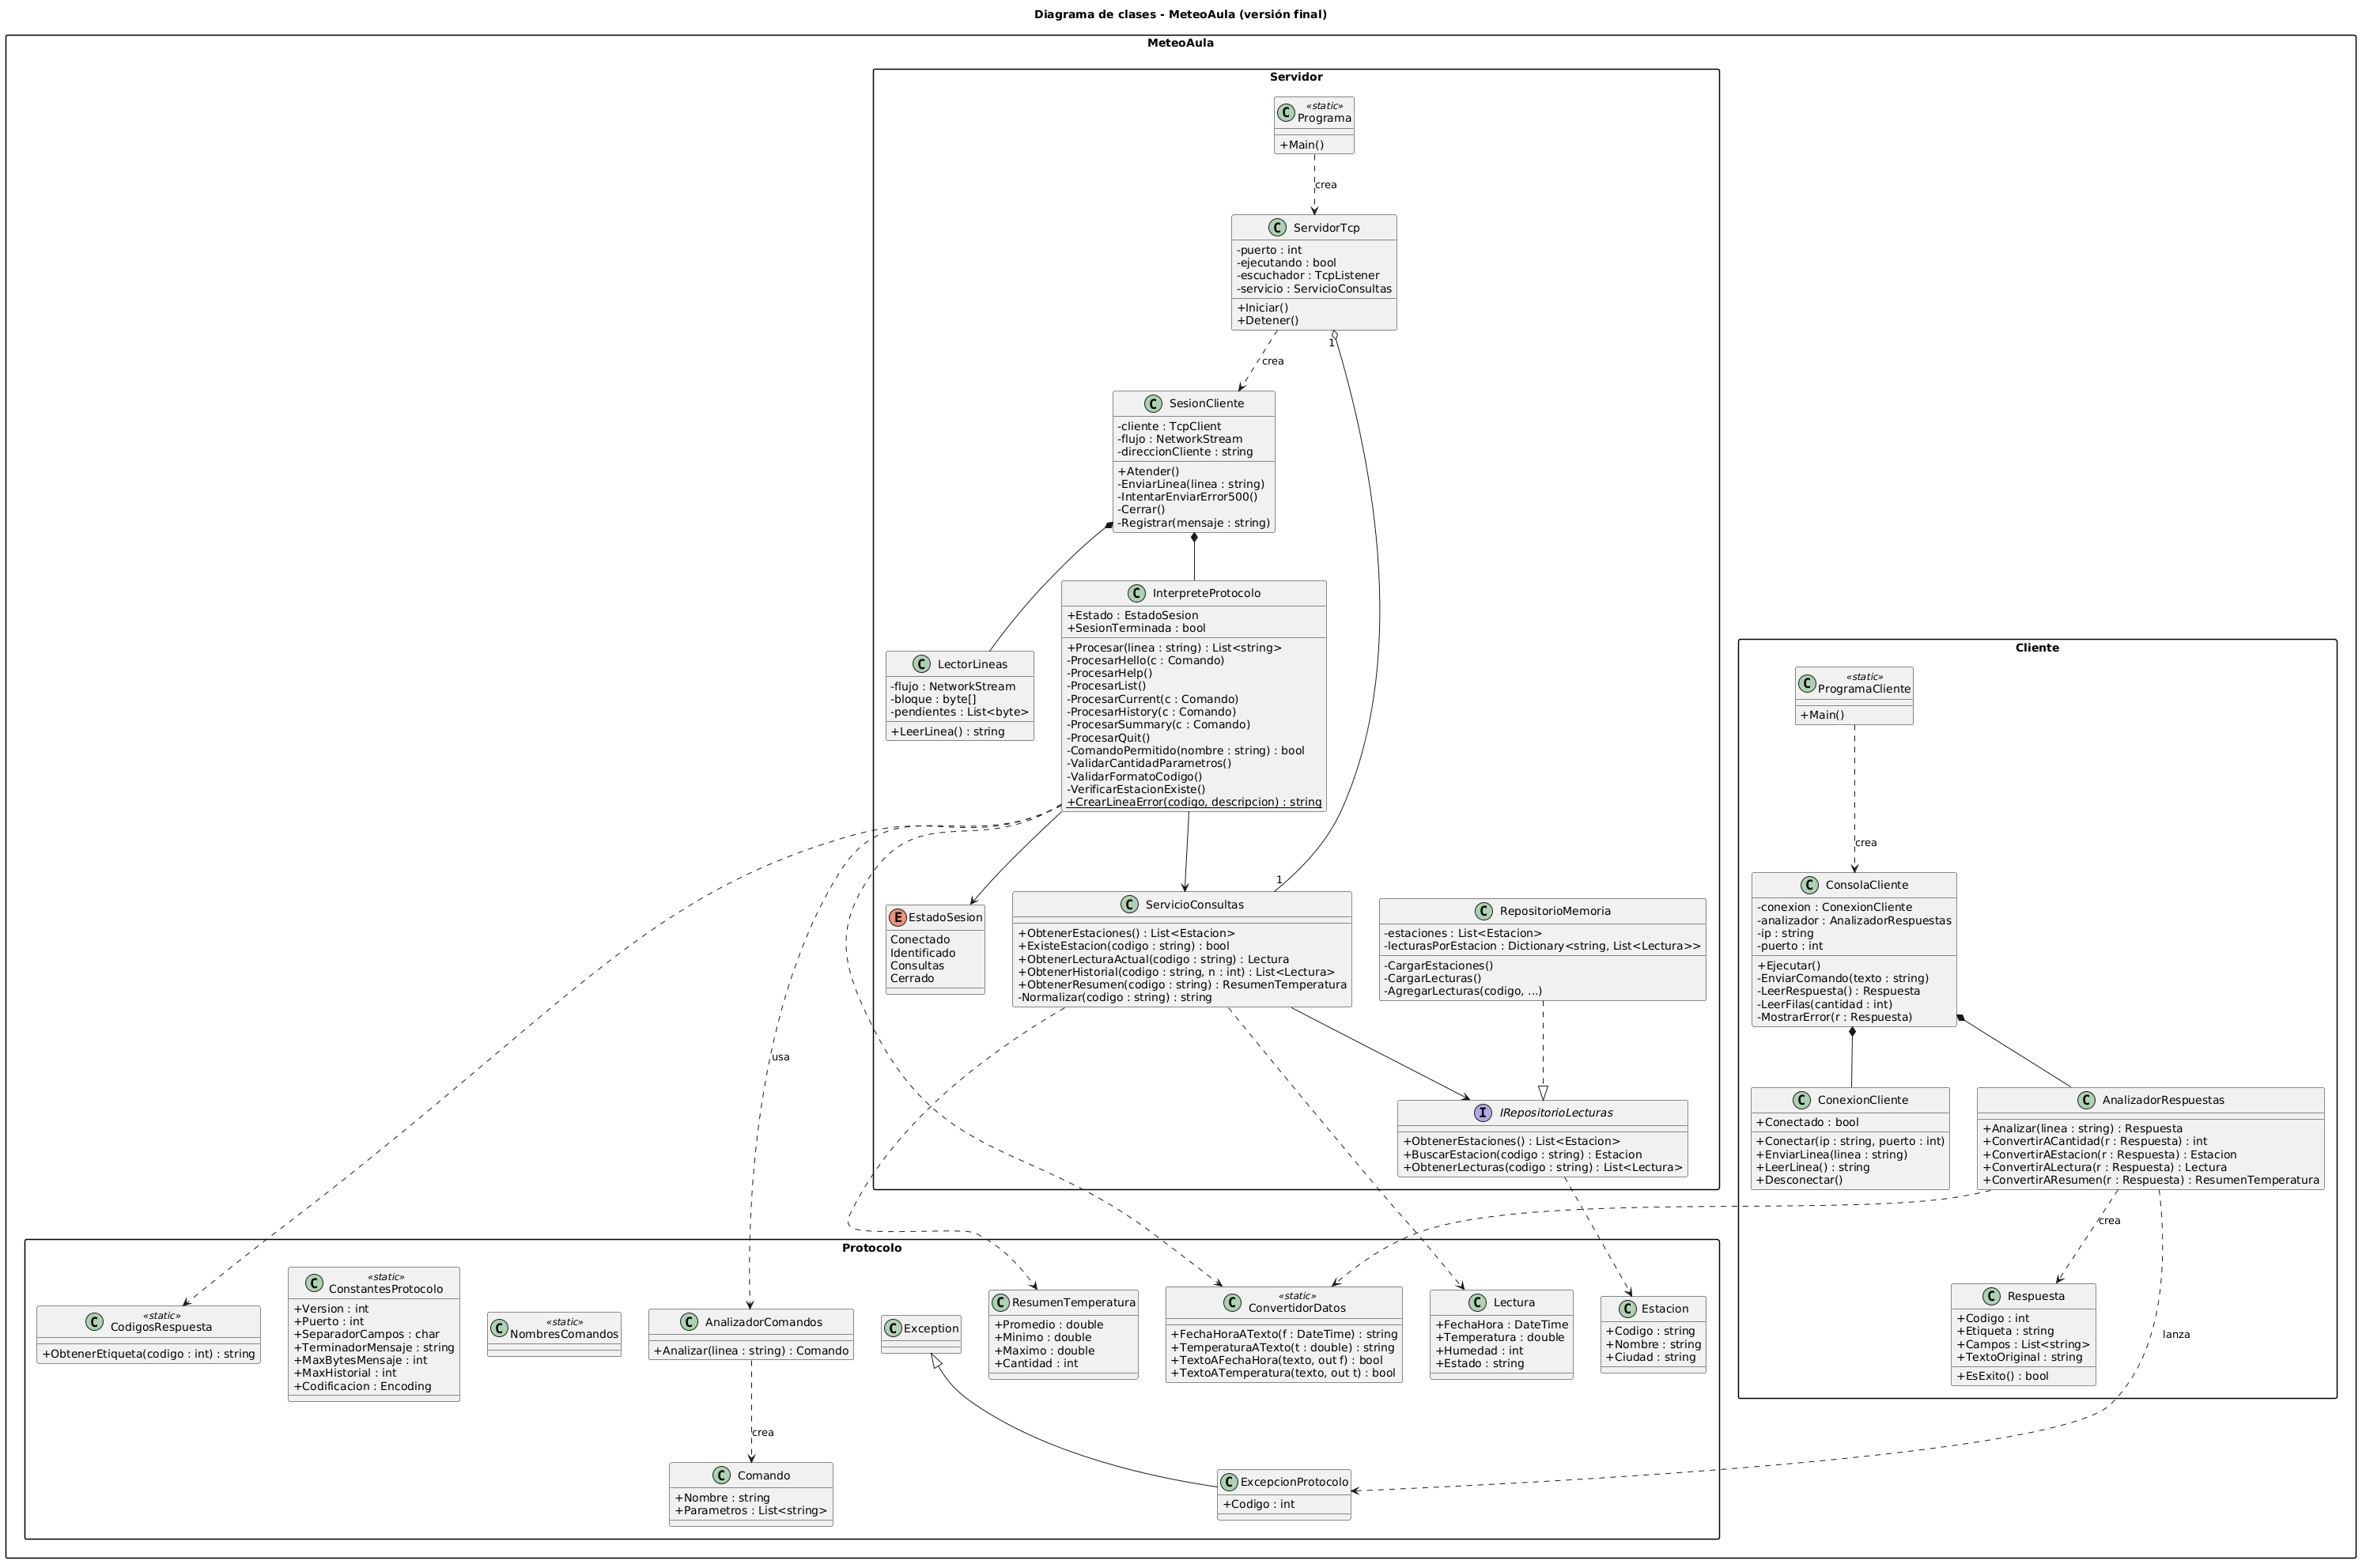 Diagrama de clases - MeteoAula (versión final)
MeteoAula
Servidor
C
«static»
Programa
+Main()
crea
C ServidorTcp
-puerto : int
-ejecutando : bool
-escuchador : TcpListener
-servicio : ServicioConsultas
+Iniciar()
+Detener()
1
crea
C SesionCliente
-cliente : TcpClient
-flujo : NetworkStream
-direccionCliente : string
+Atender()
-EnviarLinea(linea : string)
-IntentarEnviarError500()
-Cerrar()
-Registrar(mensaje : string)
C InterpreteProtocolo
+Estado : EstadoSesion
+SesionTerminada : bool
+Procesar(linea : string) : List<string>
-ProcesarHello(c : Comando)
-ProcesarHelp()
-ProcesarList()
-ProcesarCurrent(c : Comando)
-ProcesarHistory(c : Comando)
-ProcesarSummary(c : Comando)
-ProcesarQuit()
-ComandoPermitido(nombre : string) : bool
-ValidarCantidadParametros()
-ValidarFormatoCodigo()
-VerificarEstacionExiste()
+CrearLineaError(codigo, descripcion) : string
C LectorLineas
-flujo : NetworkStream
-bloque : byte[]
-pendientes : List<byte>
+LeerLinea() : string
E EstadoSesion
Conectado
Identificado
Consultas
Cerrado
1
C ServicioConsultas
+ObtenerEstaciones() : List<Estacion>
+ExisteEstacion(codigo : string) : bool
+ObtenerLecturaActual(codigo : string) : Lectura
+ObtenerHistorial(codigo : string, n : int) : List<Lectura>
+ObtenerResumen(codigo : string) : ResumenTemperatura
-Normalizar(codigo : string) : string
C RepositorioMemoria
-estaciones : List<Estacion>
-lecturasPorEstacion : Dictionary<string, List<Lectura>>
-CargarEstaciones()
-CargarLecturas()
-AgregarLecturas(codigo, ...)
I IRepositorioLecturas
+ObtenerEstaciones() : List<Estacion>
+BuscarEstacion(codigo : string) : Estacion
+ObtenerLecturas(codigo : string) : List<Lectura>
usa
Cliente
C
«static»
ProgramaCliente
+Main()
crea
C ConsolaCliente
-conexion : ConexionCliente
-analizador : AnalizadorRespuestas
-ip : string
-puerto : int
+Ejecutar()
-EnviarComando(texto : string)
-LeerRespuesta() : Respuesta
-LeerFilas(cantidad : int)
-MostrarError(r : Respuesta)
C ConexionCliente
+Conectado : bool
+Conectar(ip : string, puerto : int)
+EnviarLinea(linea : string)
+LeerLinea() : string
+Desconectar()
C AnalizadorRespuestas
+Analizar(linea : string) : Respuesta
+ConvertirACantidad(r : Respuesta) : int
+ConvertirAEstacion(r : Respuesta) : Estacion
+ConvertirALectura(r : Respuesta) : Lectura
+ConvertirAResumen(r : Respuesta) : ResumenTemperatura
crea
C Respuesta
+Codigo : int
+Etiqueta : string
+Campos : List<string>
+TextoOriginal : string
+EsExito() : bool
lanza
Protocolo
C
«static»
CodigosRespuesta
+ObtenerEtiqueta(codigo : int) : string
C
«static»
ConstantesProtocolo
+Version : int
+Puerto : int
+SeparadorCampos : char
+TerminadorMensaje : string
+MaxBytesMensaje : int
+MaxHistorial : int
+Codificacion : Encoding
C
«static»
NombresComandos
C AnalizadorComandos
+Analizar(linea : string) : Comando
C Exception
C ResumenTemperatura
+Promedio : double
+Minimo : double
+Maximo : double
+Cantidad : int
C
«static»
ConvertidorDatos
+FechaHoraATexto(f : DateTime) : string
+TemperaturaATexto(t : double) : string
+TextoAFechaHora(texto, out f) : bool
+TextoATemperatura(texto, out t) : bool
C Lectura
+FechaHora : DateTime
+Temperatura : double
+Humedad : int
+Estado : string
C Estacion
+Codigo : string
+Nombre : string
+Ciudad : string
crea
C Comando
+Nombre : string
+Parametros : List<string>
C ExcepcionProtocolo
+Codigo : int